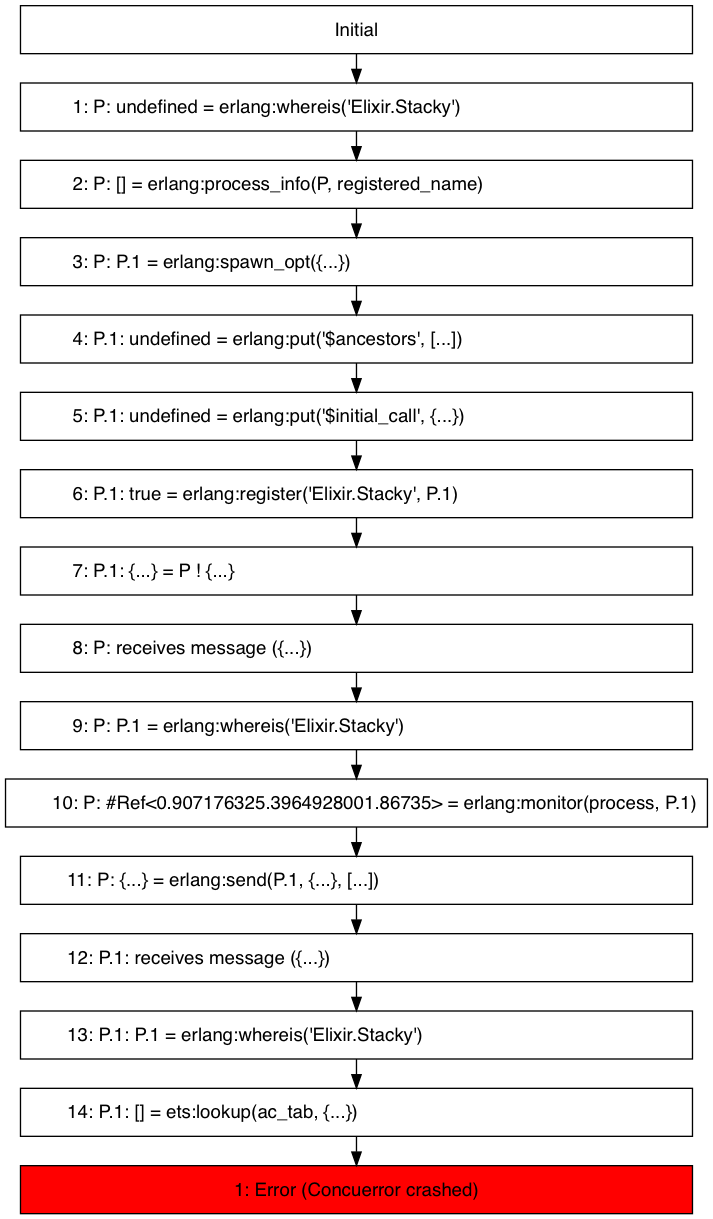 Initial
1: P: undefined = erlang:whereis('Elixir.Stacky')
2: P: [] = erlang:process_info(P, registered_name)
3: P: P.1 = erlang:spawn_opt({...})
4: P.1: undefined = erlang:put('$ancestors', [...])
5: P.1: undefined = erlang:put('$initial_call', {...})
6: P.1: true = erlang:register('Elixir.Stacky', P.1)
7: P.1: {...} = P ! {...}
8: P: receives message ({...})
9: P: P.1 = erlang:whereis('Elixir.Stacky')
10: P: #Ref<0.907176325.3964928001.86735> = erlang:monitor(process, P.1)
11: P: {...} = erlang:send(P.1, {...}, [...])
12: P.1: receives message ({...})
13: P.1: P.1 = erlang:whereis('Elixir.Stacky')
14: P.1: [] = ets:lookup(ac_tab, {...})
1: Error (Concuerror crashed)